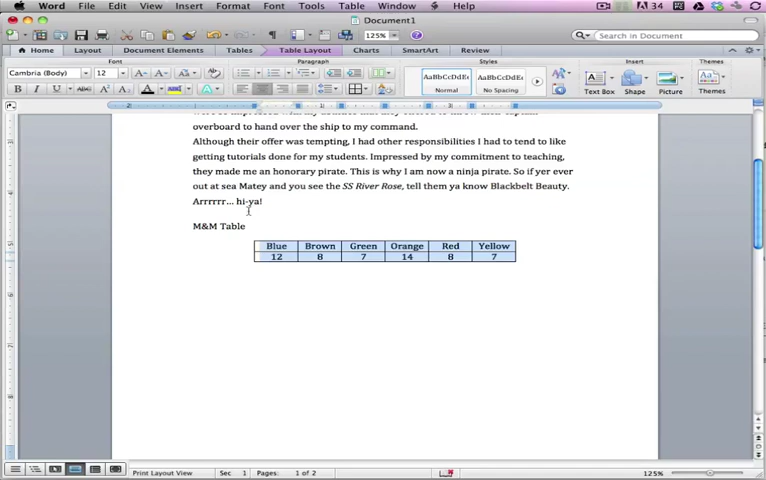 Word File Edit View Insert Format Font Tools Table Window Help A 34
Document1
125% Search in Document
Home Layout Document Elements Tables Table Layout Charts SmartArt Review
Font Paragraph Styles Insert Themes
Cambria (Body) 12 AaBbCcDdEe AaBbCcDdEe
Normal No Spacing Text Box Shape Picture Themes
B I U ABC A A
overboard to hand over the ship to my command.
Although their offer was tempting, I had other responsibilities I had to tend to like
getting tutorials done for my students. Impressed by my commitment to teaching,
they made me an honorary pirate. This is why I am now a ninja pirate. So if yer ever
out at sea Matey and you see the SS River Rose, tell them ya know Blackbelt Beauty.
Arrrrrr... hi-ya!
M&M Table
Blue Brown Green Orange Red Yellow
12 8 7 14 8 7
Print Layout View Sec 1 Pages: 1 of 2 125%